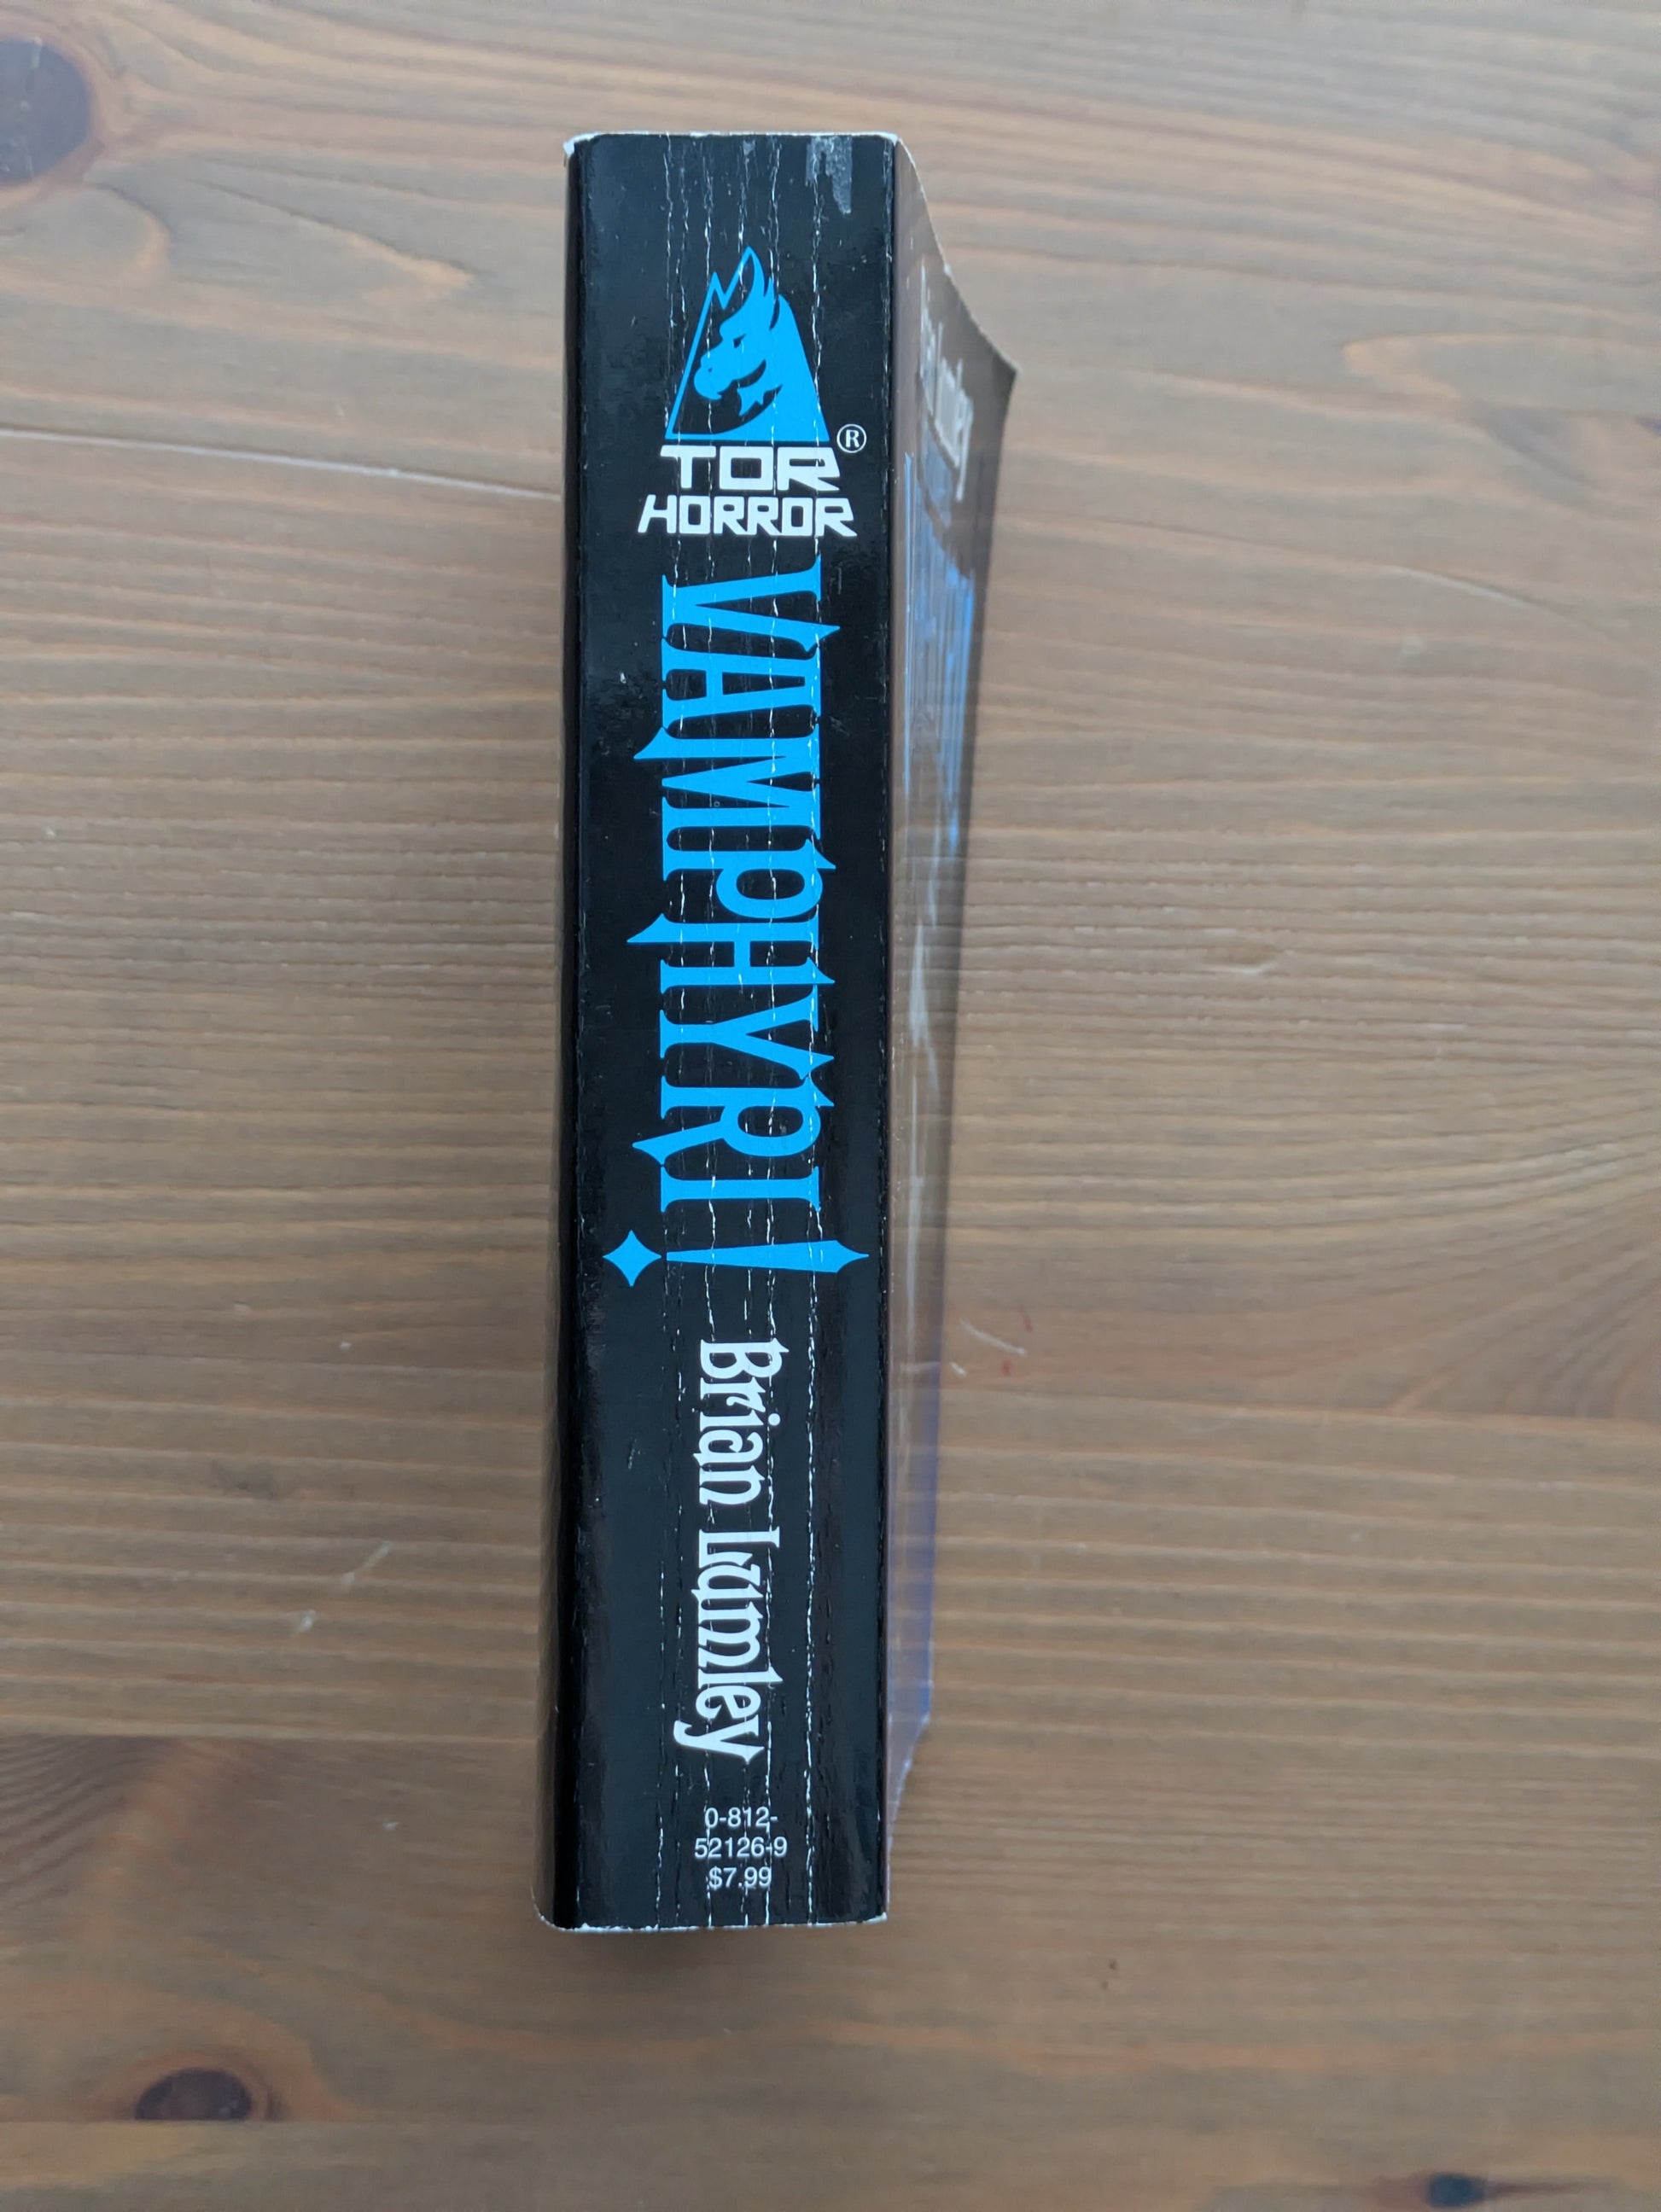 TOR®
HORROR
VAMPHYRI!
Brian Lumley
0-812-
52126-9
$7.99